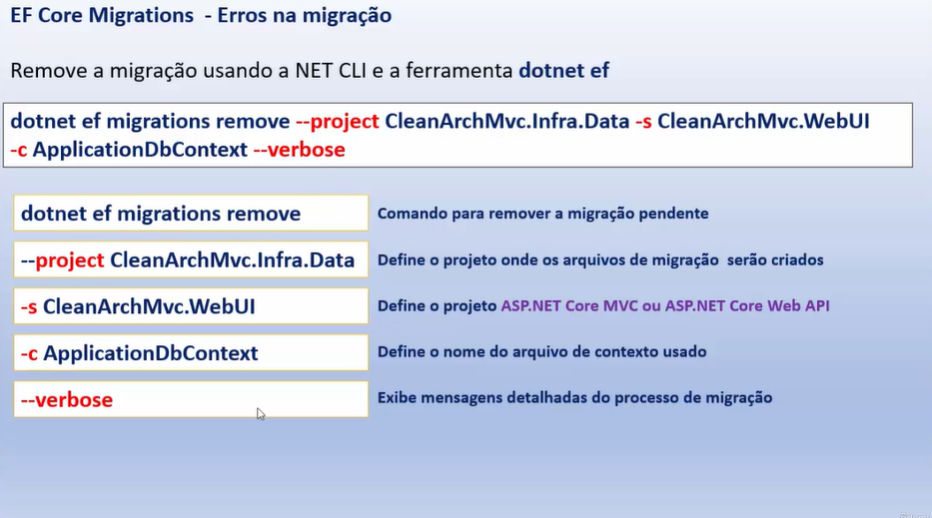 EF Core Migrations - Erros na migração
Remove a migração usando a NET CLI e a ferramenta dotnet ef
dotnet ef migrations remove --project CleanArchMvc.Infra.Data -s CleanArchMvc.WebUI
-c ApplicationDbContext --verbose
dotnet ef migrations remove Comando para remover a migração pendente
--project CleanArchMvc.Infra.Data Define o projeto onde os arquivos de migração serão criados
-s CleanArchMvc.WebUI Define o projeto ASP.NET Core MVC ou ASP.NET Core Web API
-c ApplicationDbContext Define o nome do arquivo de contexto usado
--verbose Exibe mensagens detalhadas do processo de migração